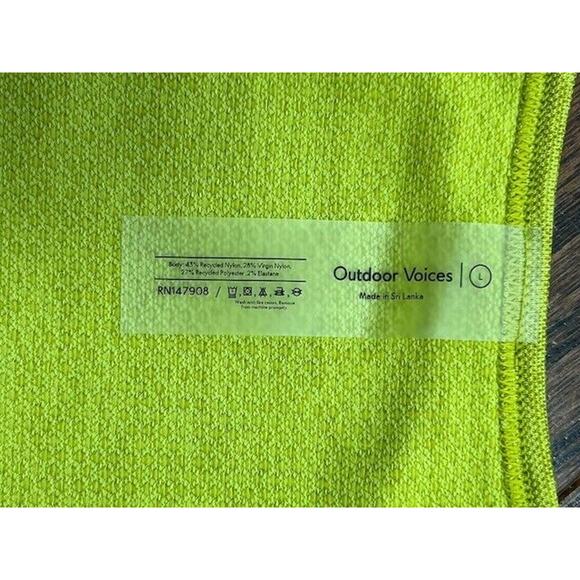 Body: 43% Recycled Nylon, 28% Virgin Nylon,
27% Recycled Polyester, 2% Elastane
RN147908 /
Wash with like colors. Remove
from machine promptly.
Outdoor Voices | L
Made in Sri Lanka